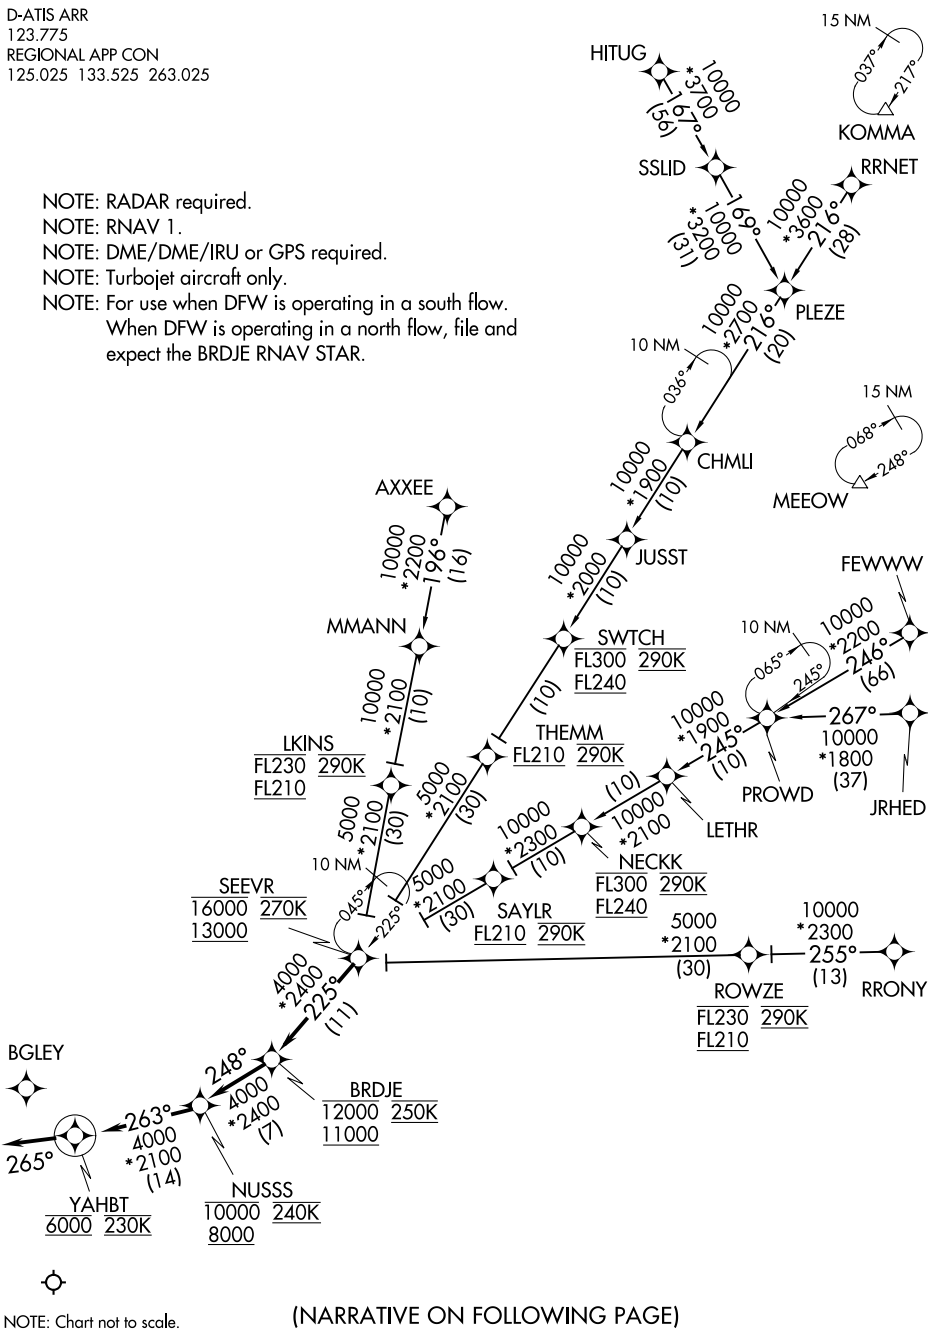 D-ATIS ARR
123.775
REGIONAL APP CON
125.025 133.525 263.025
NOTE: RADAR required.
NOTE: RNAV 1.
NOTE: DME/DME/IRU or GPS required.
NOTE: Turbojet aircraft only.
NOTE: For use when DFW is operating in a south flow.
When DFW is operating in a north flow, file and
expect the BRDJE RNAV STAR.
HITUG
10000
*3700
167°
(56)
SSLID
169°
10000
*3200
(31)
15 NM
037°
217°
KOMMA
RRNET
10000
*3600
216°
(28)
PLEZE
10000
*2700
216°
(20)
10 NM
036°
CHMLI
10000
*1900
(10)
JUSST
10000
*2000
(10)
SWTCH
FL300 290K
FL240
(10)
THEMM
FL210 290K
5000
*2100
(30)
15 NM
068°
248°
MEEOW
AXXEE
10000
*2200
196°
(16)
MMANN
10000
*2100
(10)
LKINS
FL230 290K
FL210
5000
*2100
(30)
FEWWW
10000
*2200
246°
(66)
10 NM
065°
245°
267°
10000
*1800
(37)
JRHED
PROWD
10000
*1900
245°
(10)
LETHR
(10)
10000
*2100
NECKK
FL300 290K
FL240
10000
*2300
(10)
SAYLR
FL210 290K
5000
*2100
(30)
10 NM
045°
225°
SEEVR
16000 270K
13000
5000
*2100
(30)
ROWZE
FL230 290K
FL210
10000
*2300
255°
(13)
RRONY
4000
*2400
225°
(11)
BRDJE
12000 250K
11000
248°
4000
*2400
(7)
NUSSS
10000 240K
8000
263°
4000
*2100
(14)
BGLEY
265°
YAHBT
6000 230K
NOTE: Chart not to scale.
(NARRATIVE ON FOLLOWING PAGE)